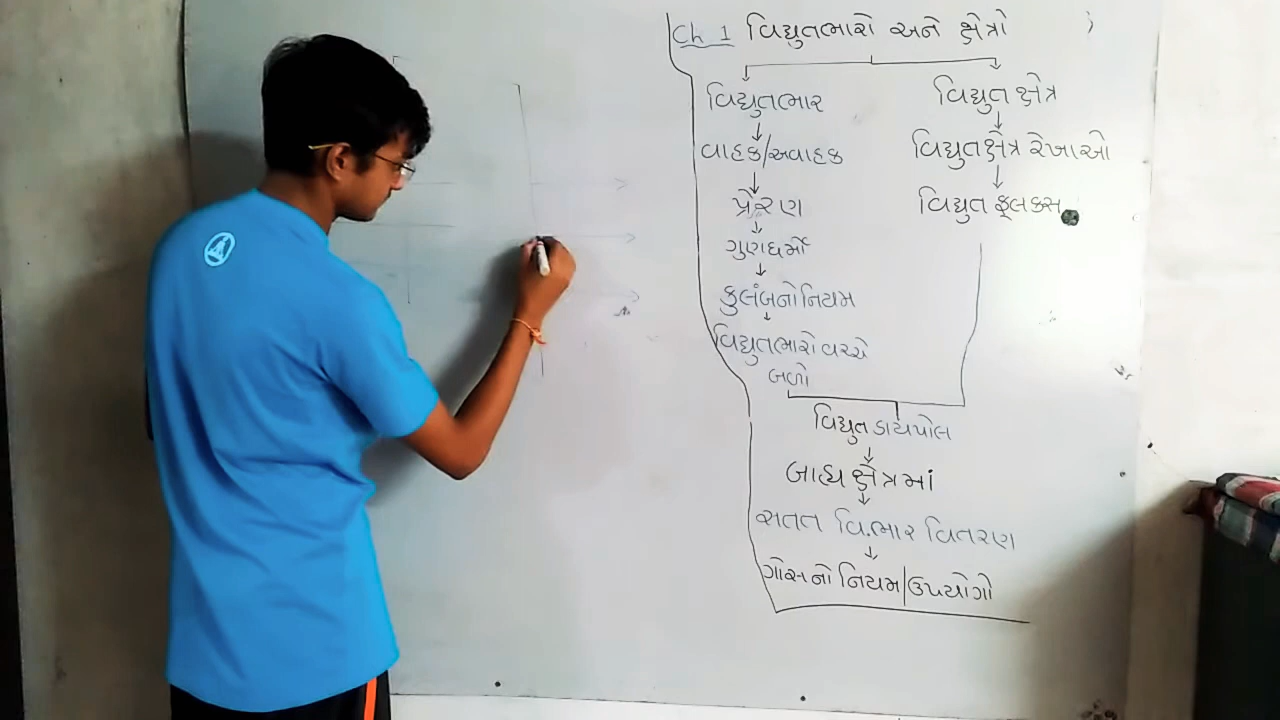 Ch 1 વિદ્યુતભારો અને ક્ષેત્રો
વિદ્યુતભાર
વાહક/અવાહક
પ્રેરણ
ગુણધર્મો
કુલંબનો નિયમ
વિદ્યુતભારો વચ્ચે
બળો
વિદ્યુત ક્ષેત્ર
વિદ્યુતક્ષેત્ર રેખાઓ
વિદ્યુત ફ્લક્સ
વિદ્યુત ડાયપોલ
બાહ્ય ક્ષેત્રમાં
સતત વિ.ભાર વિતરણ
ગૉસનો નિયમ/ઉપયોગો